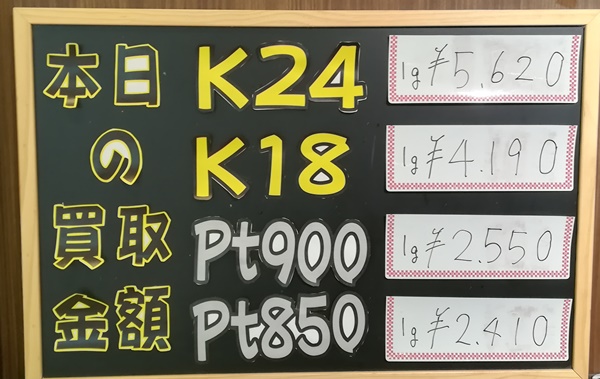 本日
の
買取
金額
K24 1g ¥5,620
K18 1g ¥4.190
Pt900 1g ¥2.550
Pt850 1g ¥2.410